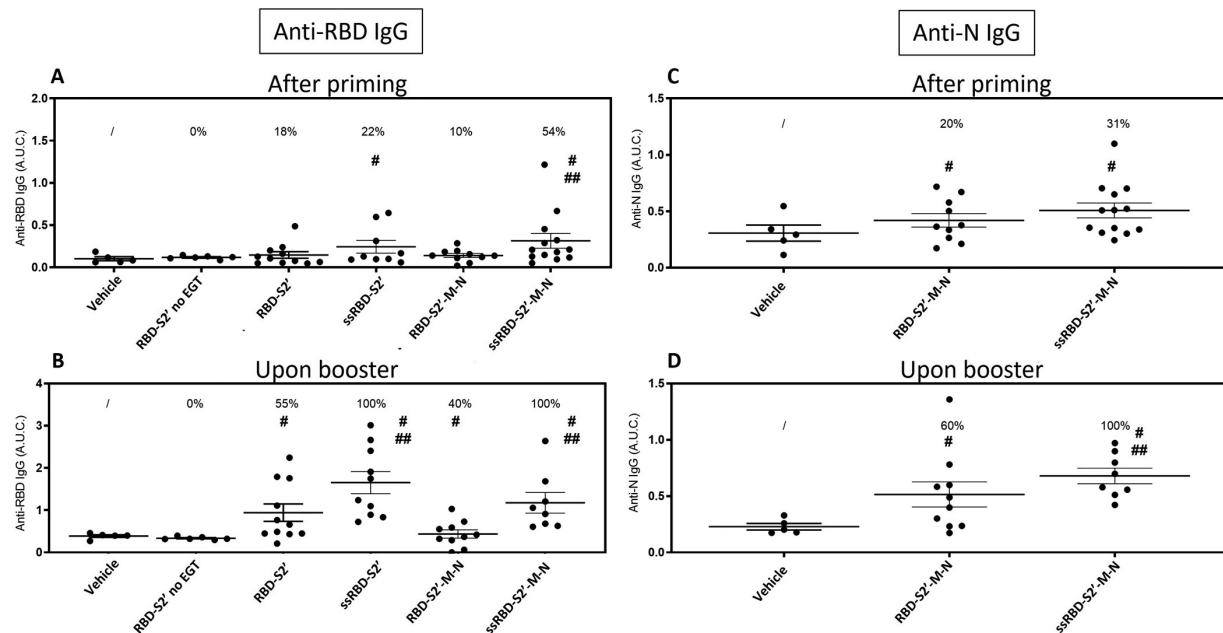 Anti-RBD IgG
Anti-N IgG
A
After priming
Anti-RBD IgG (A.U.C.)
2.0
1.5
1.0
0.5
0.0
/ 0% 18% 22% 10% 54%
# #
##
Vehicle
RBD-S2' no EGT
RBD-S2'
ssRBD-S2'
RBD-S2'-M-N
ssRBD-S2'-M-N
B
Upon booster
Anti-RBD IgG (A.U.C.)
4
3
2
1
0
/ 0% 55% 100% 40% 100%
# # # #
## ##
Vehicle
RBD-S2' no EGT
RBD-S2'
ssRBD-S2'
RBD-S2'-M-N
ssRBD-S2'-M-N
C
After priming
Anti-N IgG (A.U.C.)
1.5
1.0
0.5
0.0
/ 20% 31%
# #
Vehicle
RBD-S2'-M-N
ssRBD-S2'-M-N
D
Upon booster
Anti-N IgG (A.U.C.)
1.5
1.0
0.5
0.0
/ 60% 100%
# #
##
Vehicle
RBD-S2'-M-N
ssRBD-S2'-M-N